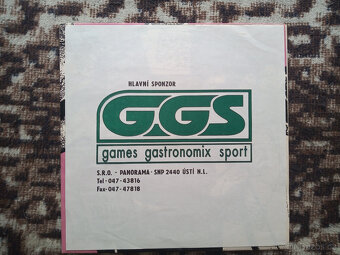 HLAVNÍ SPONZOR
GGS
games gastronomix sport
S.R.O. - PANORAMA - SNP 2440 ÚSTÍ N.L.
Tel-047-43816
Fax-047-47818